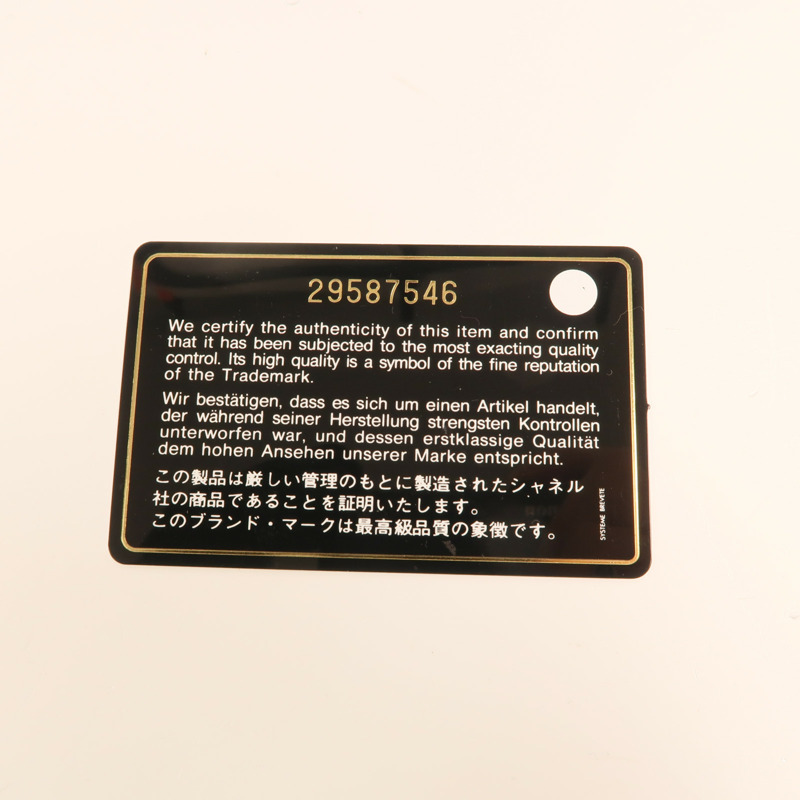 29587546
We certify the authenticity of this item and confirm
that it has been subjected to the most exacting quality
control. Its high quality is a symbol of the fine reputation
of the Trademark.
Wir bestätigen, dass es sich um einen Artikel handelt,
der während seiner Herstellung strengsten Kontrollen
unterworfen war, und dessen erstklassige Qualität
dem hohen Ansehen unserer Marke entspricht.
この製品は厳しい管理のもとに製造されたシャネル
社の商品であることを証明いたします。
このブランド・マークは最高級品質の象徴です。
SYSTEME BREVETE